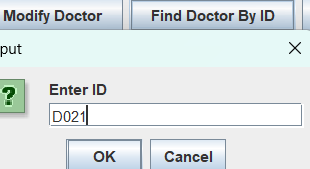 Modify Doctor Find Doctor By ID
put
?
Enter ID
D021
OK Cancel